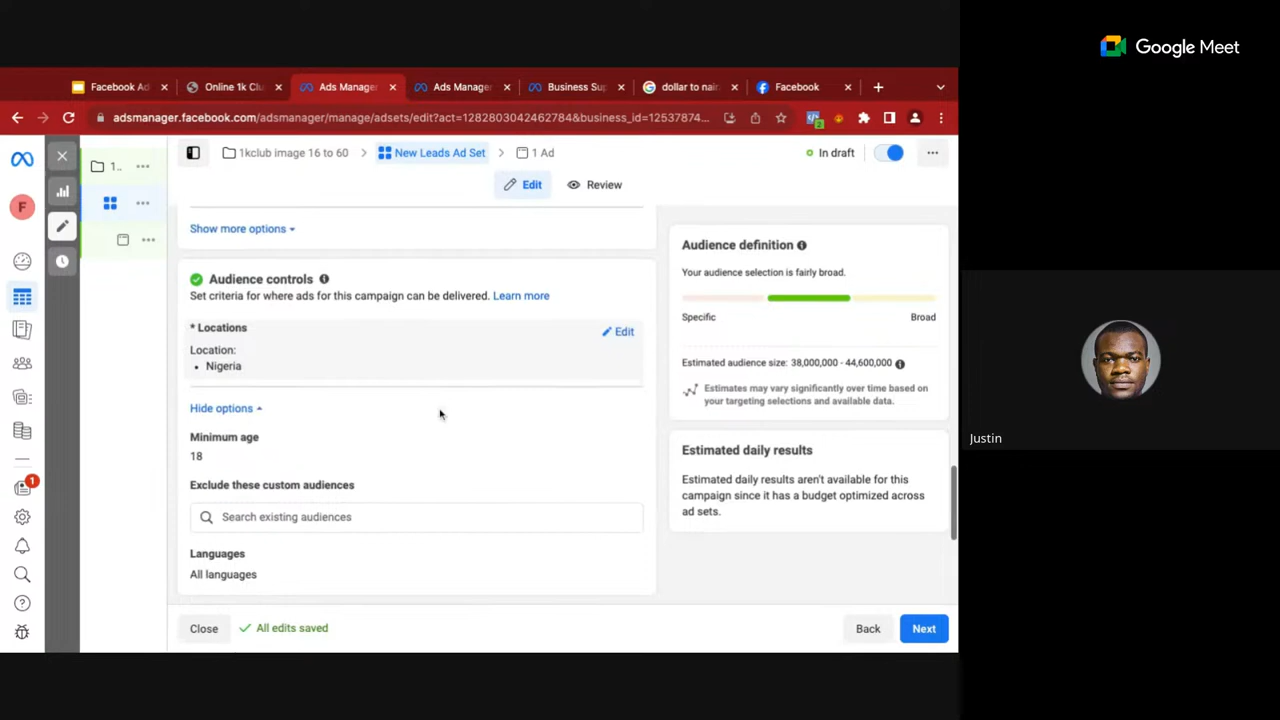 Google Meet
Facebook Ad
Online 1k Clu
Ads Manager
Ads Manager
Business Sup
dollar to nair
Facebook
adsmanager.facebook.com/adsmanager/manage/adsets/edit?act=1282803042462784&business_id=12537874...
1kclub image 16 to 60
New Leads Ad Set
1 Ad
In draft
1..
Edit
Review
F
Show more options
Audience definition
Your audience selection is fairly broad.
Specific
Broad
Estimated audience size: 38,000,000 - 44,600,000
Estimates may vary significantly over time based on
your targeting selections and available data.
Audience controls
Set criteria for where ads for this campaign can be delivered. Learn more
* Locations
Edit
Location:
• Nigeria
Hide options
Minimum age
18
Exclude these custom audiences
Search existing audiences
Languages
All languages
Estimated daily results
Estimated daily results aren't available for this
campaign since it has a budget optimized across
ad sets.
1
Close
All edits saved
Back
Next
Justin